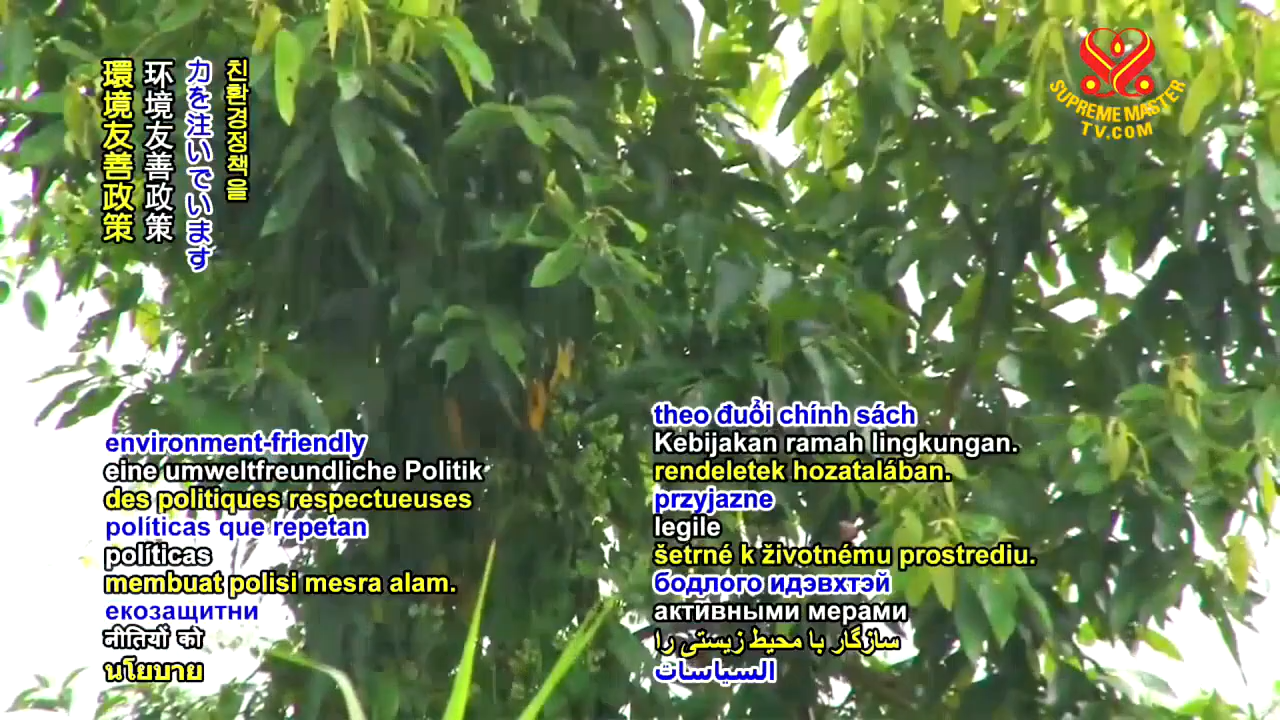 環境友善政策
环境友善政策
力を注いでいます
친환경정책을
SUPREME MASTER
TV.COM
environment-friendly
eine umweltfreundliche Politik
des politiques respectueuses
políticas que repetan
políticas
membuat polisi mesra alam.
екозащитни
नीतियों को
นโยบาย
theo đuổi chính sách
Kebijakan ramah lingkungan.
rendeletek hozatalában.
przyjazne
legile
šetrné k životnému prostrediu.
бодлого идэвхтэй
активными мерами
سازگار با محیط زیستی را
السياسات